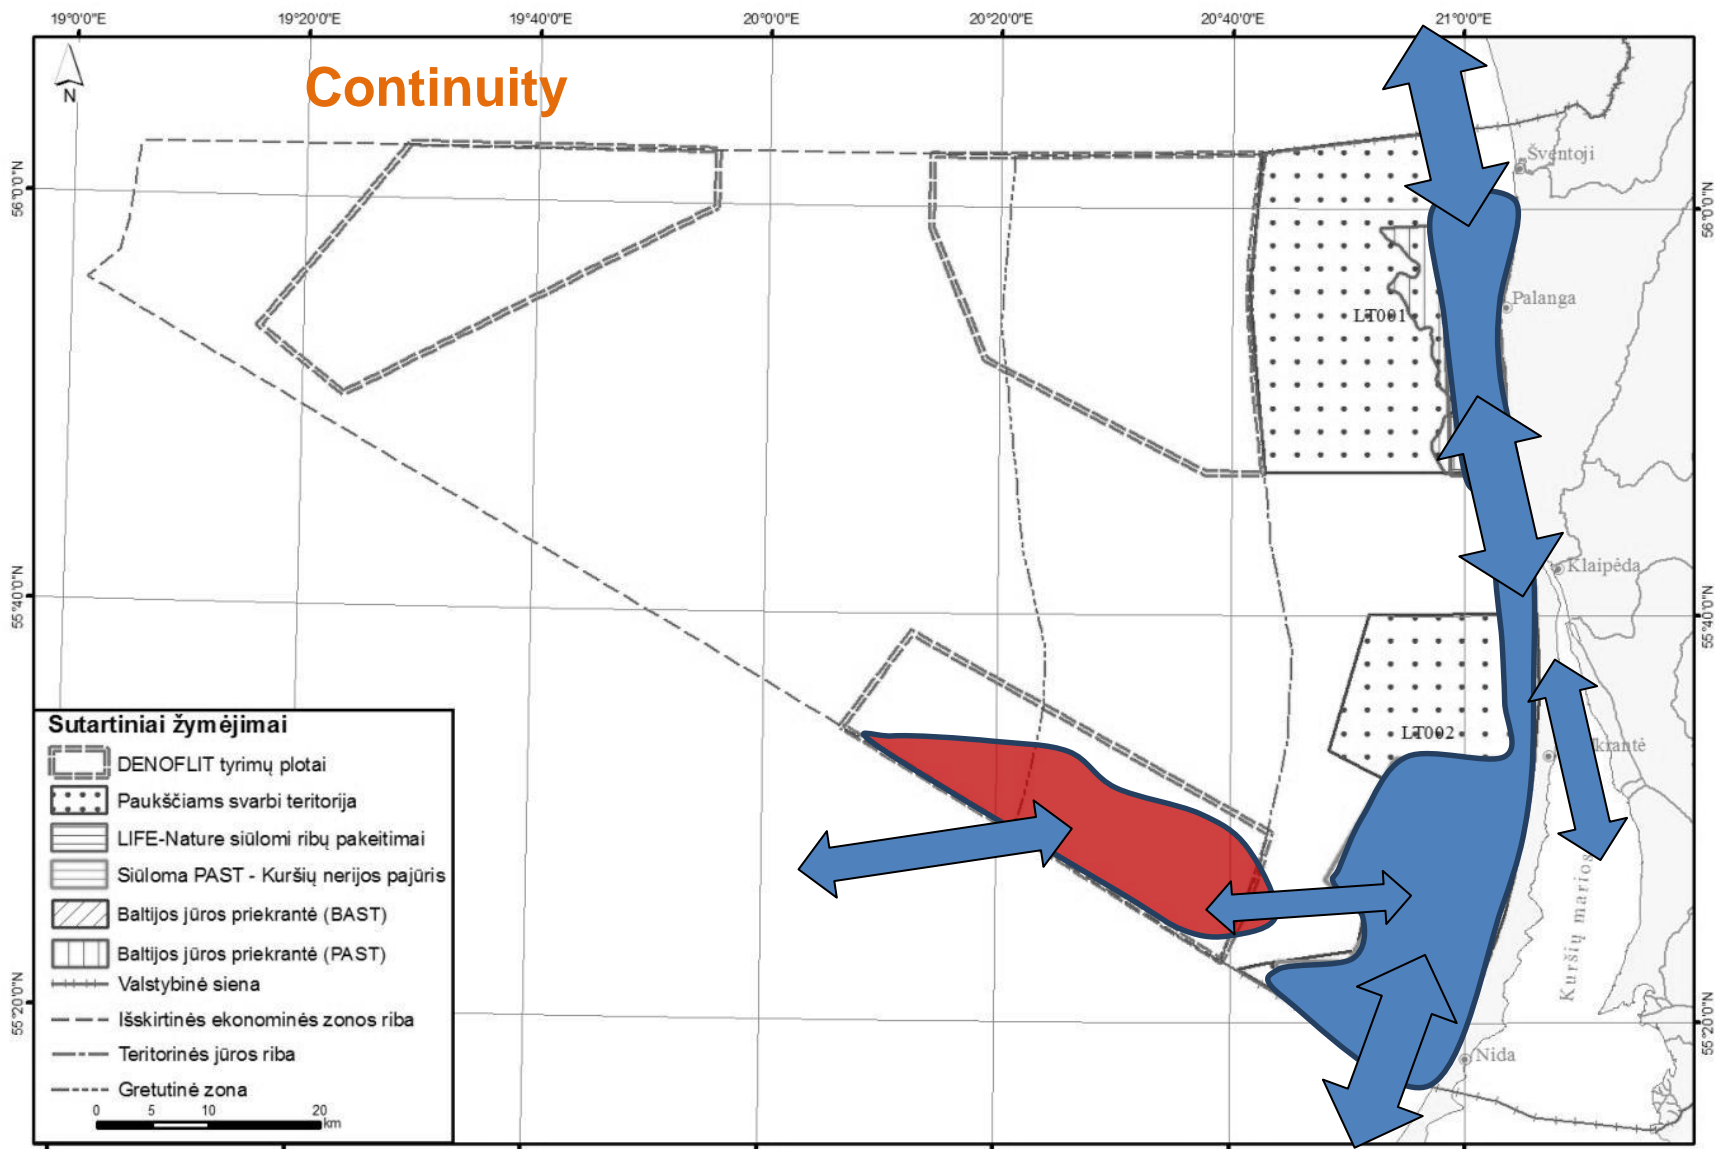 19°0'0"E 19°20'0"E 19°40'0"E 20°0'0"E 20°20'0"E 20°40'0"E 21°0'0"E
Continuity
N
Šventoji
56°0'0"N 56°0'0"N
Palanga
LT001
Klaipėda
55°40'0"N 55°40'0"N
LT002
krantė
Kuršių marios
55°20'0"N 55°20'0"N
Nida
Sutartiniai žymėjimai
DENOFLIT tyrimų plotai
Paukščiams svarbi teritorija
LIFE-Nature siūlomi ribų pakeitimai
Siūloma PAST - Kuršių nerijos pajūris
Baltijos jūros priekrantė (BAST)
Baltijos jūros priekrantė (PAST)
Valstybinė siena
Išskirtinės ekonominės zonos riba
Teritorinės jūros riba
Gretutinė zona
0 5 10 20
km